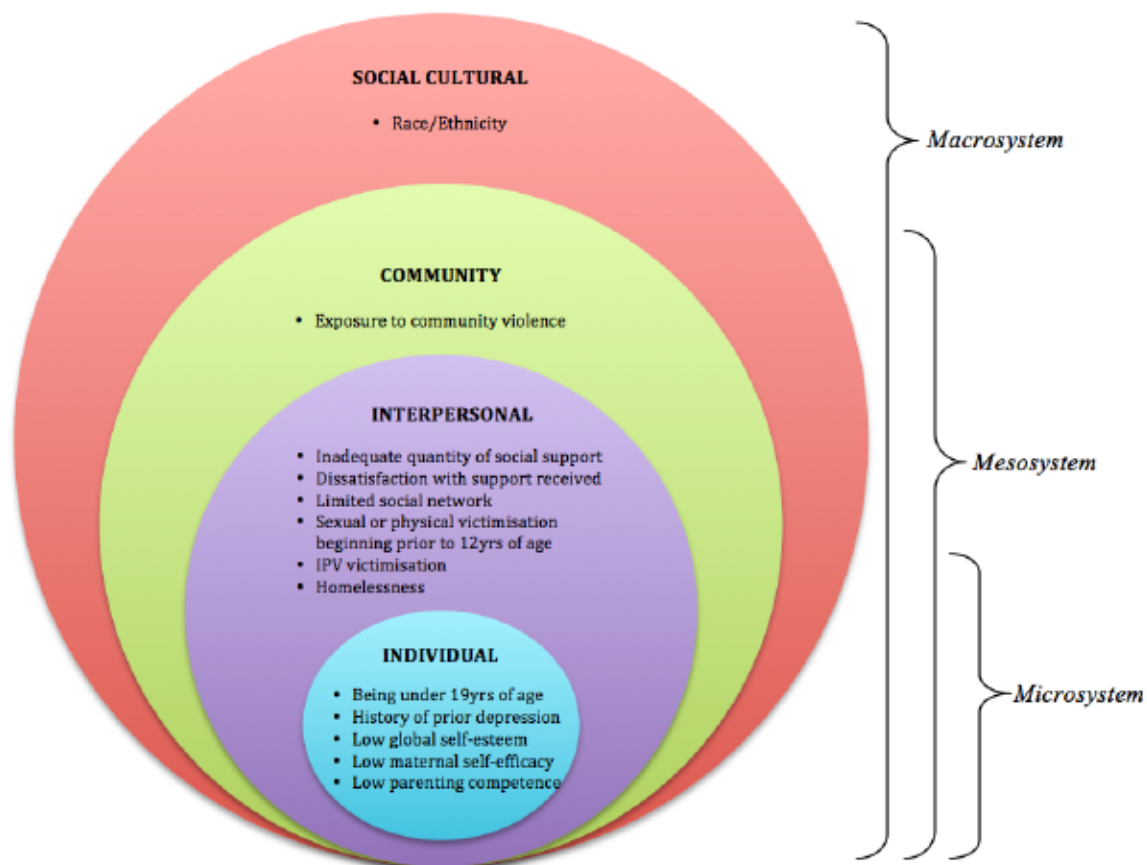 SOCIAL CULTURAL
• Race/Ethnicity
Macrosystem
COMMUNITY
• Exposure to community violence
INTERPERSONAL
• Inadequate quantity of social support
• Dissatisfaction with support received
• Limited social network
• Sexual or physical victimisation
beginning prior to 12yrs of age
• IPV victimisation
• Homelessness
Mesosystem
INDIVIDUAL
• Being under 19yrs of age
• History of prior depression
• Low global self-esteem
• Low maternal self-efficacy
• Low parenting competence
Microsystem